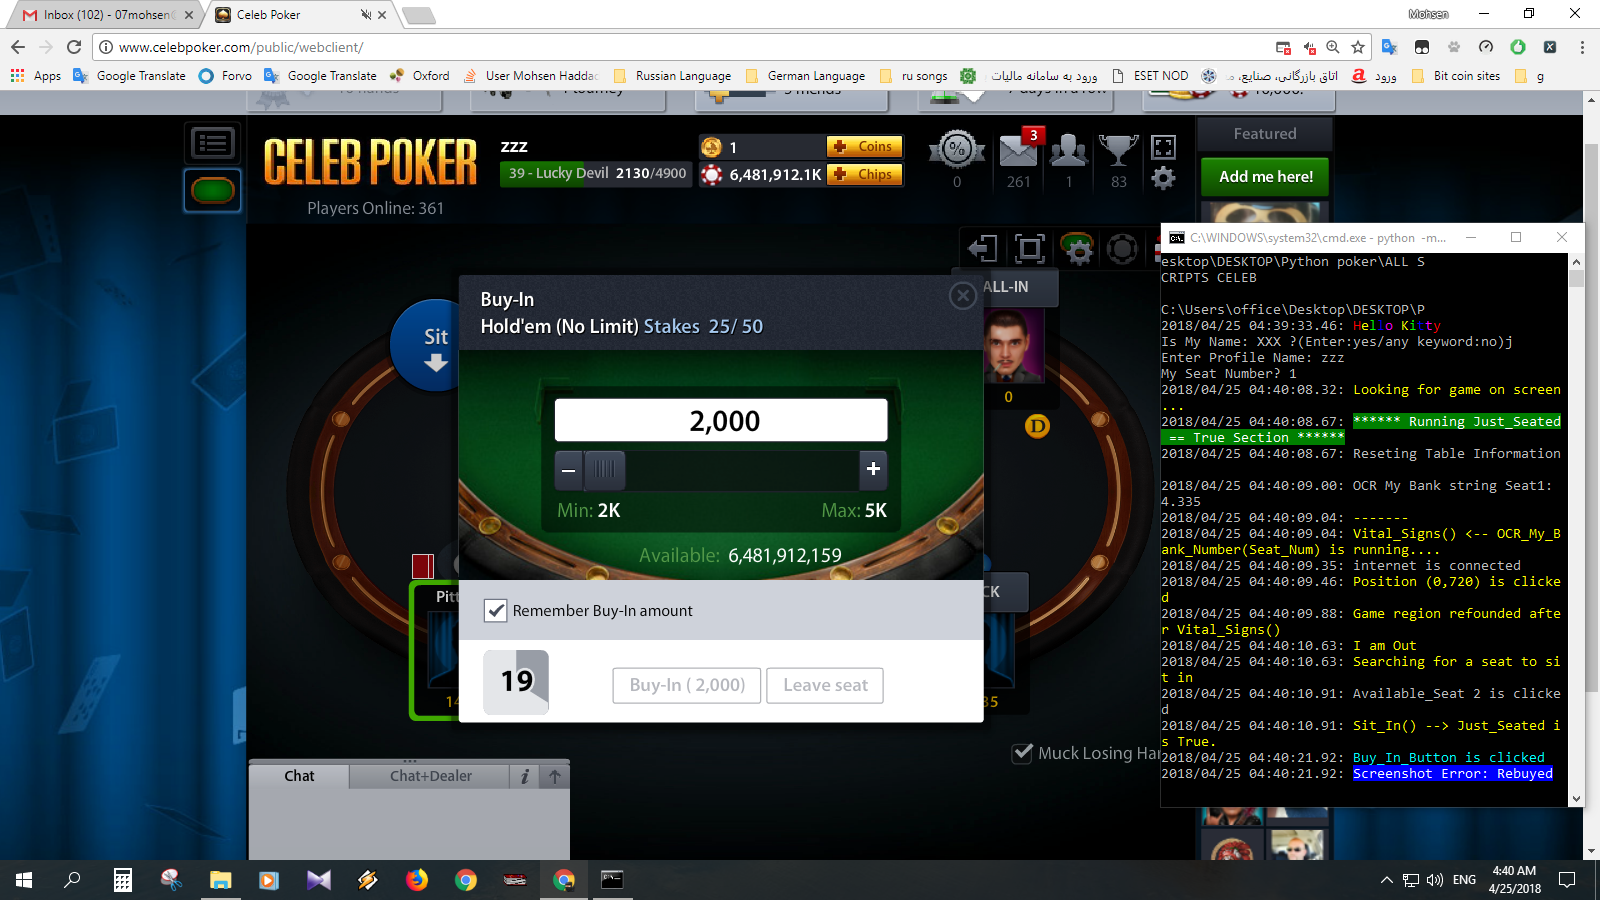 Inbox (102) - 07mohsen
Celeb Poker
Mohsen
www.celebpoker.com/public/webclient/
Apps
Google Translate
Forvo
Google Translate
Oxford
User Mohsen Haddad
Russian Language
German Language
ru songs
ورود به سامانه مالیات
ESET NOD
اتاق بازرگانی، صنایع، م
ورود
Bit coin sites
g
CELEB POKER
Players Online: 361
zzz
39 - Lucky Devil 2130/4900
1
Coins
6,481,912.1K
Chips
%
0
3
261
1
83
Featured
Add me here!
Sit
ALL-IN
0
D
Buy-In
Hold'em (No Limit) Stakes 25/ 50
2,000
Min: 2K
Max: 5K
Available: 6,481,912,159
Remember Buy-In amount
19
Buy-In ( 2,000)
Leave seat
Pitt
14
CK
35
Muck Losing Han
Chat
Chat+Dealer
i
C:\WINDOWS\system32\cmd.exe - python -m...
esktop\DESKTOP\Python poker\ALL S
CRIPTS CELEB
C:\Users\office\Desktop\DESKTOP\P
2018/04/25 04:39:33.46: Hello Kitty
Is My Name: XXX ?(Enter:yes/any keyword:no)j
Enter Profile Name: zzz
My Seat Number? 1
2018/04/25 04:40:08.32: Looking for game on screen
...
2018/04/25 04:40:08.67: ****** Running Just_Seated
== True Section ******
2018/04/25 04:40:08.67: Reseting Table Information
2018/04/25 04:40:09.00: OCR My Bank string Seat1:
4.335
2018/04/25 04:40:09.04: -------
2018/04/25 04:40:09.04: Vital_Signs() <-- OCR_My_B
ank_Number(Seat_Num) is running....
2018/04/25 04:40:09.35: internet is connected
2018/04/25 04:40:09.46: Position (0,720) is clicke
d
2018/04/25 04:40:09.88: Game region refounded afte
r Vital_Signs()
2018/04/25 04:40:10.63: I am Out
2018/04/25 04:40:10.63: Searching for a seat to si
t in
2018/04/25 04:40:10.91: Available_Seat 2 is clicke
d
2018/04/25 04:40:10.91: Sit_In() --> Just_Seated i
s True.
2018/04/25 04:40:21.92: Buy_In_Button is clicked
2018/04/25 04:40:21.92: Screenshot Error: Rebuyed
ENG
4:40 AM
4/25/2018